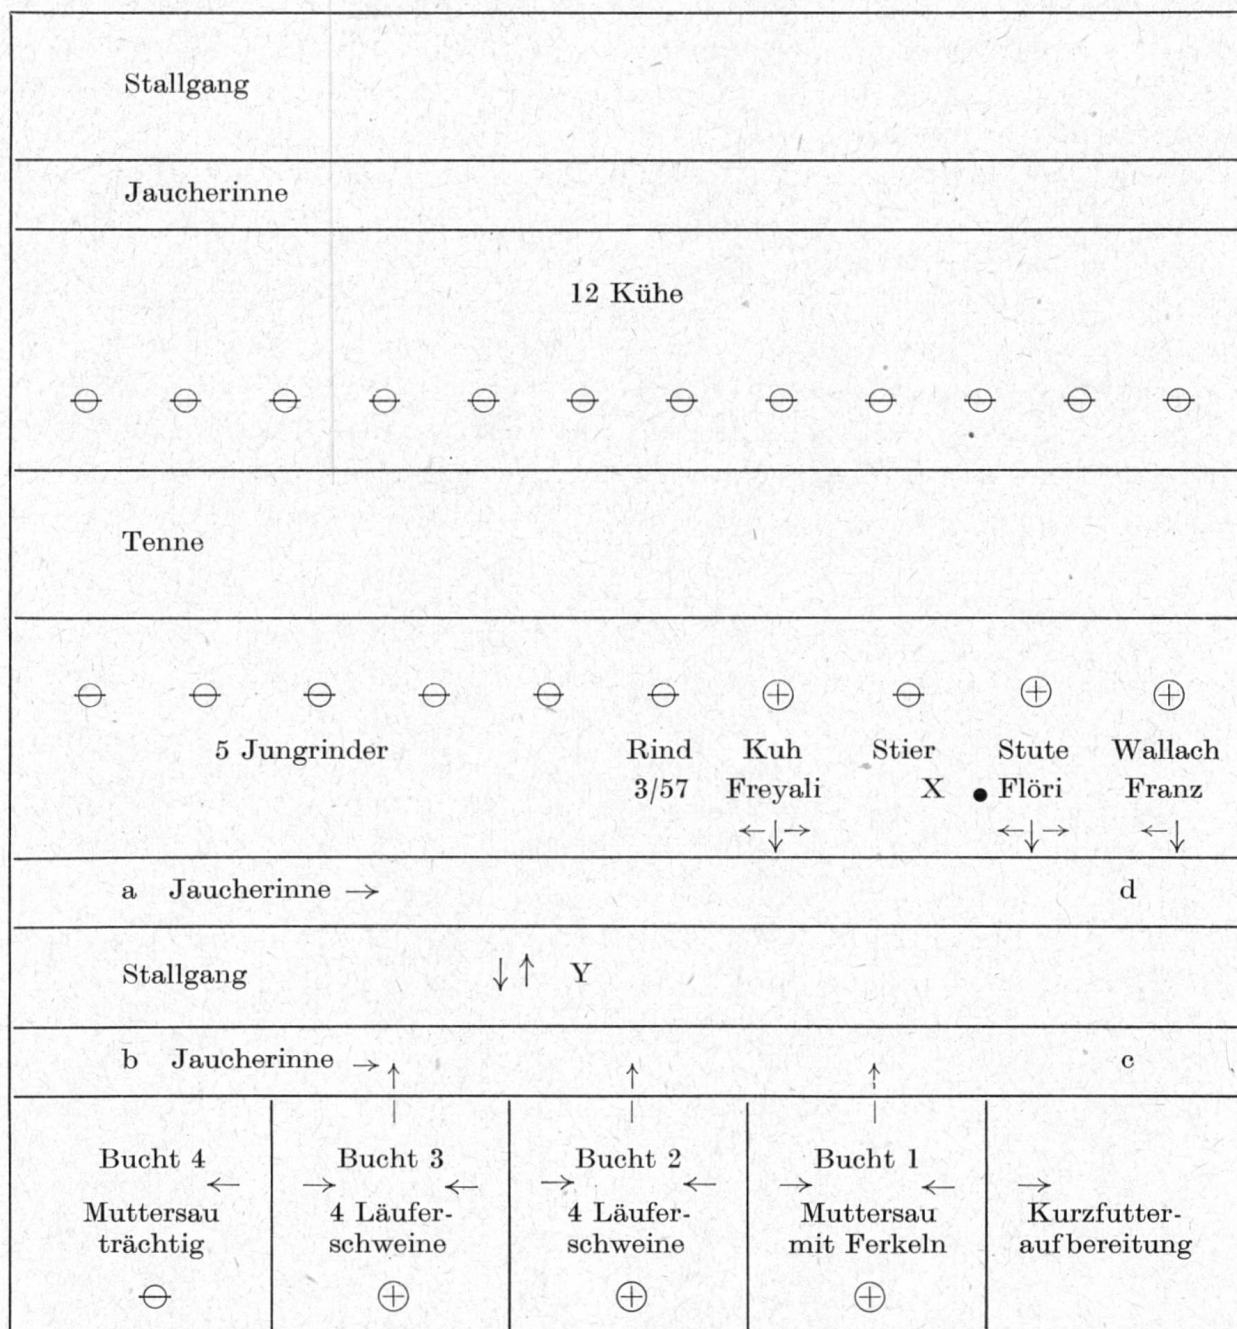 Stallgang
Jaucherinne
12 Kühe
Tenne
5 Jungrinder Rind Kuh Stier Stute Wallach
3/57 Freyali X Flöri Franz
a Jaucherinne → d
Stallgang ↓ ↑ Y
b Jaucherinne → c
Bucht 4 Bucht 3 Bucht 2 Bucht 1
Muttersau 4 Läufer- 4 Läufer- Muttersau Kurzfutter-
trächtig schweine schweine mit Ferkeln aufbereitung